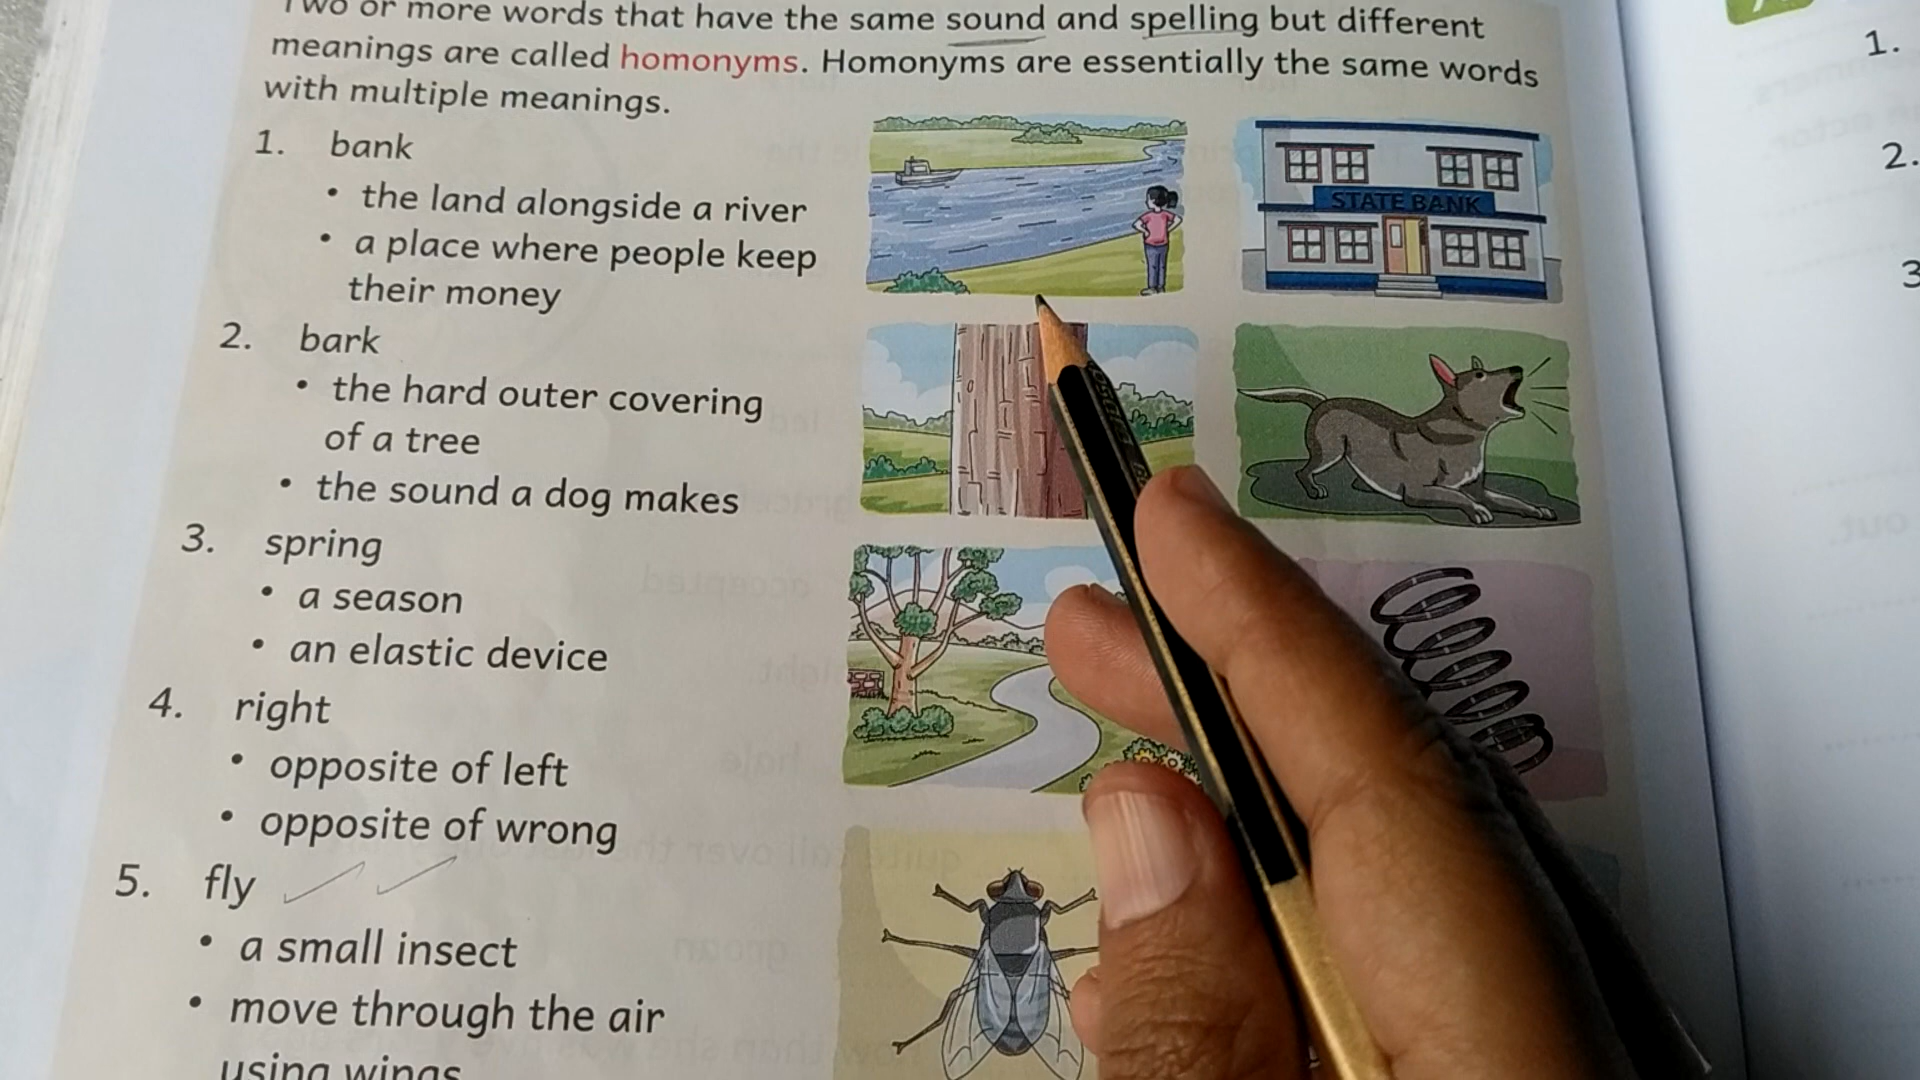 Two or more words that have the same sound and spelling but different
meanings are called homonyms. Homonyms are essentially the same words
with multiple meanings.
1. bank
• the land alongside a river
• a place where people keep
their money
2. bark
• the hard outer covering
of a tree
• the sound a dog makes
3. spring
• a season
• an elastic device
4. right
• opposite of left
• opposite of wrong
5. fly
• a small insect
• move through the air
using wings
STATE BANK
1.
2.
3